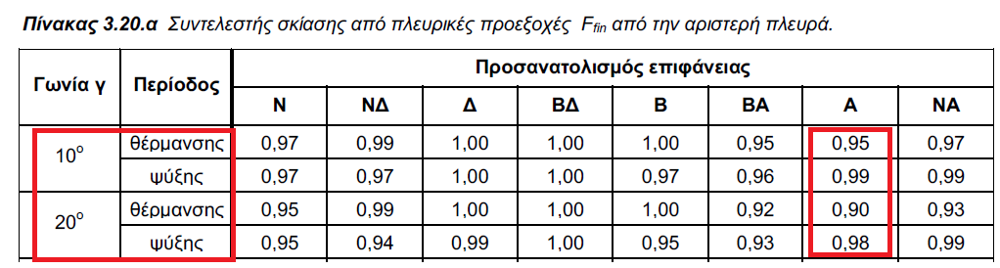 Πίνακας 3.20.α Συντελεστής σκίασης από πλευρικές προεξοχές Ffin από την αριστερή πλευρά.
Γωνία γ Περίοδος Προσανατολισμός επιφάνειας
Ν ΝΔ Δ ΒΔ Β ΒΑ Α ΝΑ
10° θέρμανσης 0,97 0,99 1,00 1,00 1,00 0,95 0,95 0,97
ψύξης 0,97 0,97 1,00 1,00 0,97 0,96 0,99 0,99
20° θέρμανσης 0,95 0,99 1,00 1,00 1,00 0,92 0,90 0,93
ψύξης 0,95 0,94 0,99 1,00 0,95 0,93 0,98 0,99